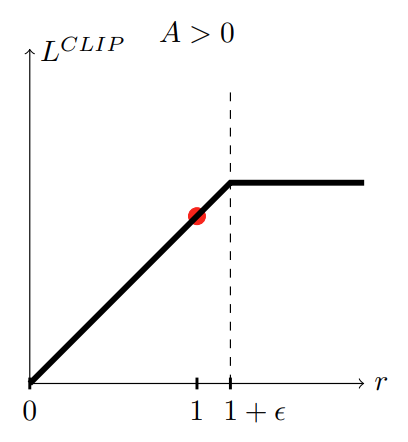 A > 0
L^{CLIP}
r
0 1 1 + ϵ